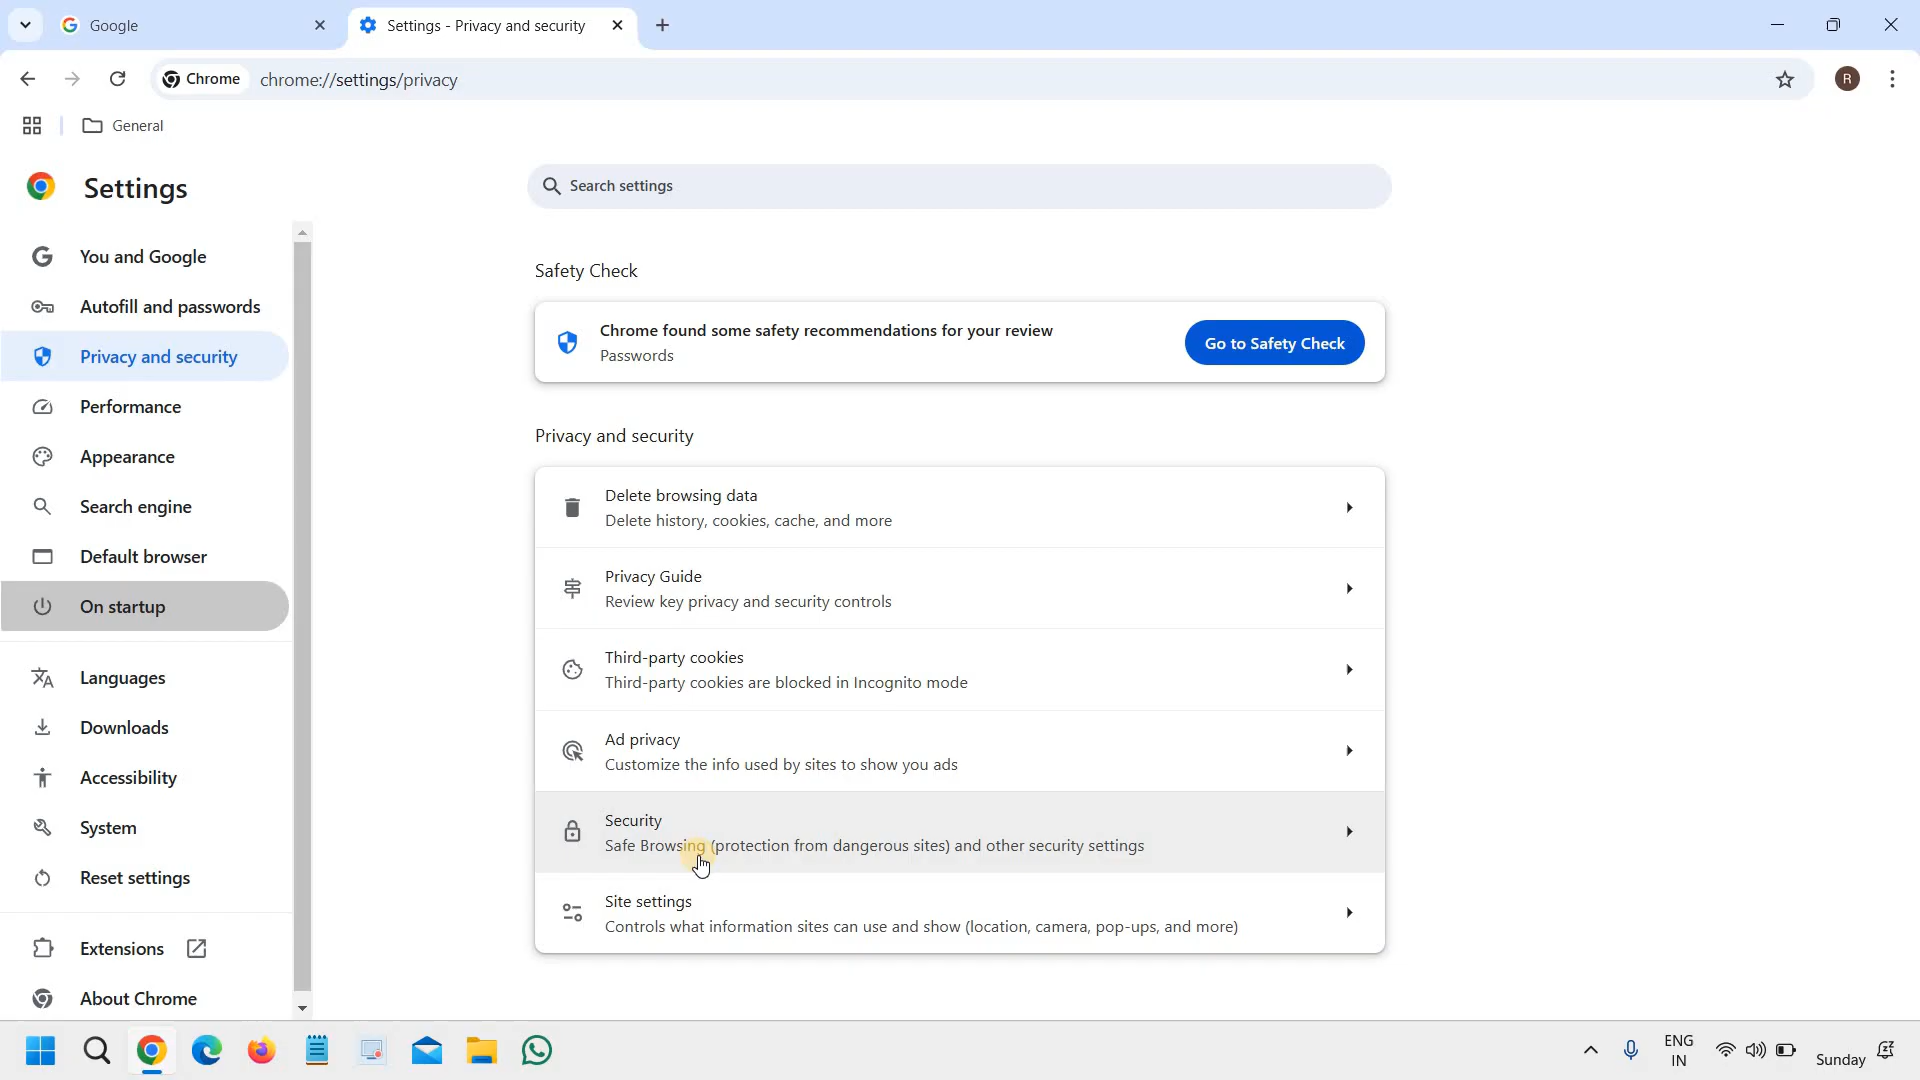 Google
Settings - Privacy and security
Chrome
chrome://settings/privacy
R
General
Settings
Search settings
You and Google
Autofill and passwords
Privacy and security
Performance
Appearance
Search engine
Default browser
On startup
Languages
Downloads
Accessibility
System
Reset settings
Extensions
About Chrome
Safety Check
Chrome found some safety recommendations for your review
Passwords
Go to Safety Check
Privacy and security
Delete browsing data
Delete history, cookies, cache, and more
Privacy Guide
Review key privacy and security controls
Third-party cookies
Third-party cookies are blocked in Incognito mode
Ad privacy
Customize the info used by sites to show you ads
Security
Safe Browsing (protection from dangerous sites) and other security settings
Site settings
Controls what information sites can use and show (location, camera, pop-ups, and more)
ENG
IN
Sunday